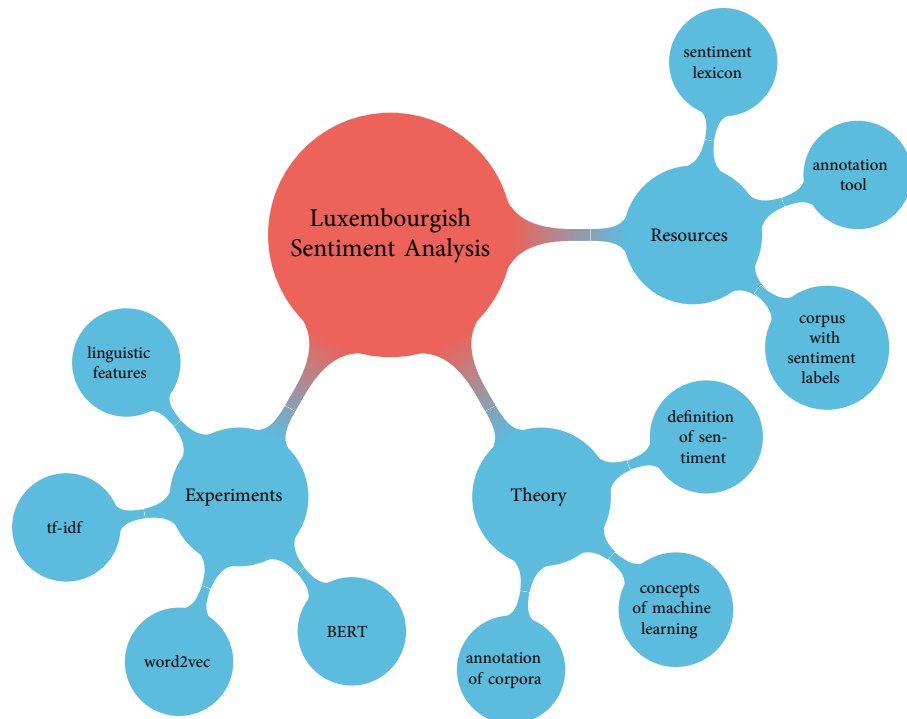 Luxembourgish
Sentiment Analysis
Resources
sentiment
lexicon
annotation
tool
corpus
with
sentiment
labels
Theory
definition
of sen-
timent
concepts
of machine
learning
annotation
of corpora
Experiments
linguistic
features
tf-idf
word2vec
BERT